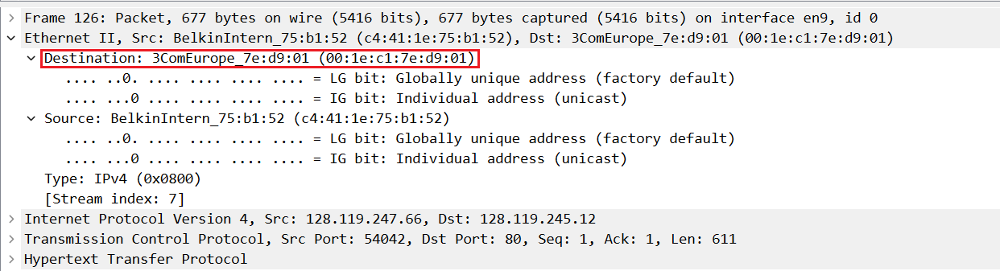 Frame 126: Packet, 677 bytes on wire (5416 bits), 677 bytes captured (5416 bits) on interface en9, id 0
Ethernet II, Src: BelkinIntern_75:b1:52 (c4:41:1e:75:b1:52), Dst: 3ComEurope_7e:d9:01 (00:1e:c1:7e:d9:01)
Destination: 3ComEurope_7e:d9:01 (00:1e:c1:7e:d9:01)
.... ..0. .... .... .... .... = LG bit: Globally unique address (factory default)
.... ...0 .... .... .... .... = IG bit: Individual address (unicast)
Source: BelkinIntern_75:b1:52 (c4:41:1e:75:b1:52)
.... ..0. .... .... .... .... = LG bit: Globally unique address (factory default)
.... ...0 .... .... .... .... = IG bit: Individual address (unicast)
Type: IPv4 (0x0800)
[Stream index: 7]
Internet Protocol Version 4, Src: 128.119.247.66, Dst: 128.119.245.12
Transmission Control Protocol, Src Port: 54042, Dst Port: 80, Seq: 1, Ack: 1, Len: 611
Hypertext Transfer Protocol